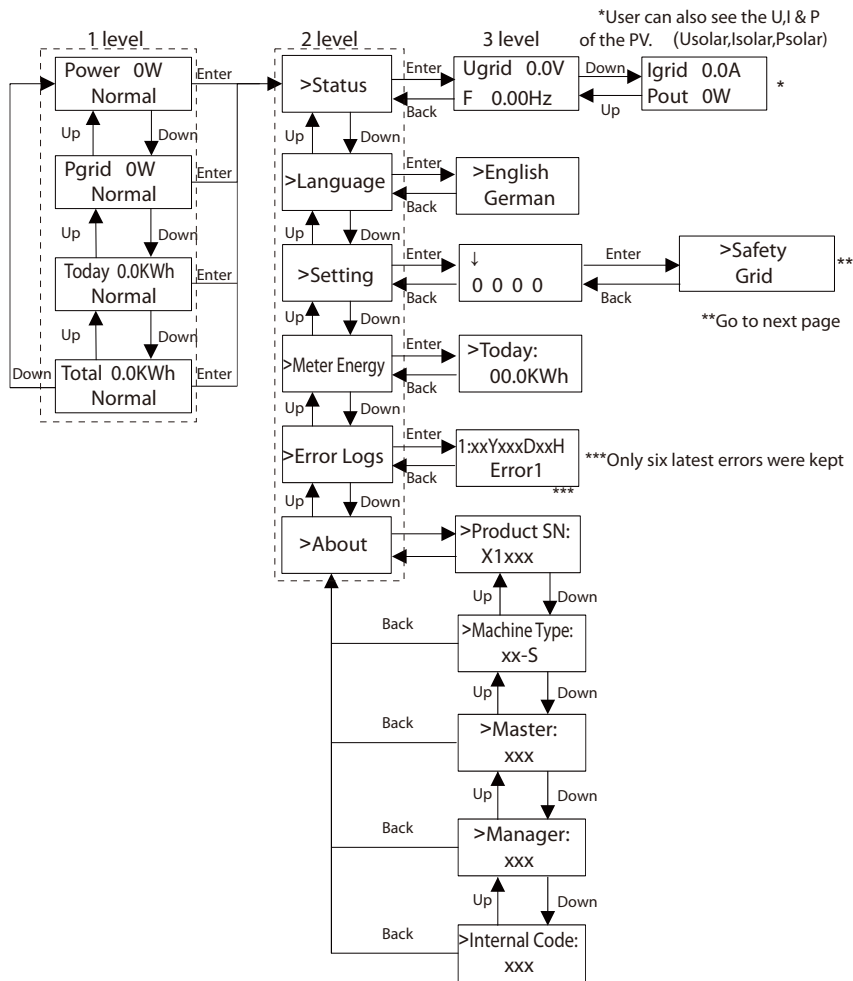 *User can also see the U,I & P
of the PV. (Usolar,Isolar,Psolar)
1 level
2 level
3 level
Power 0W
Normal
Enter
Up
Down
Pgrid 0W
Normal
Enter
Up
Down
Today 0.0KWh
Normal
Enter
Up
Down
Down
Total 0.0KWh
Normal
Enter
>Status
Enter
Back
Ugrid 0.0V
F 0.00Hz
Down
Up
Igrid 0.0A
Pout 0W
*
Up
Down
>Language
Enter
Back
>English
German
Up
Down
>Setting
Enter
Back
↓
0 0 0 0
Enter
Back
>Safety
Grid
**
**Go to next page
Up
Down
>Meter Energy
Enter
Back
>Today:
00.0KWh
Up
Down
>Error Logs
Enter
Back
1:xxYxxxDxxH
Error1
***
***Only six latest errors were kept
Up
Down
>About
>Product SN:
X1xxx
Up
Down
Back
>Machine Type:
xx-S
Up
Down
Back
>Master:
xxx
Up
Down
Back
>Manager:
xxx
Up
Down
Back
>Internal Code:
xxx